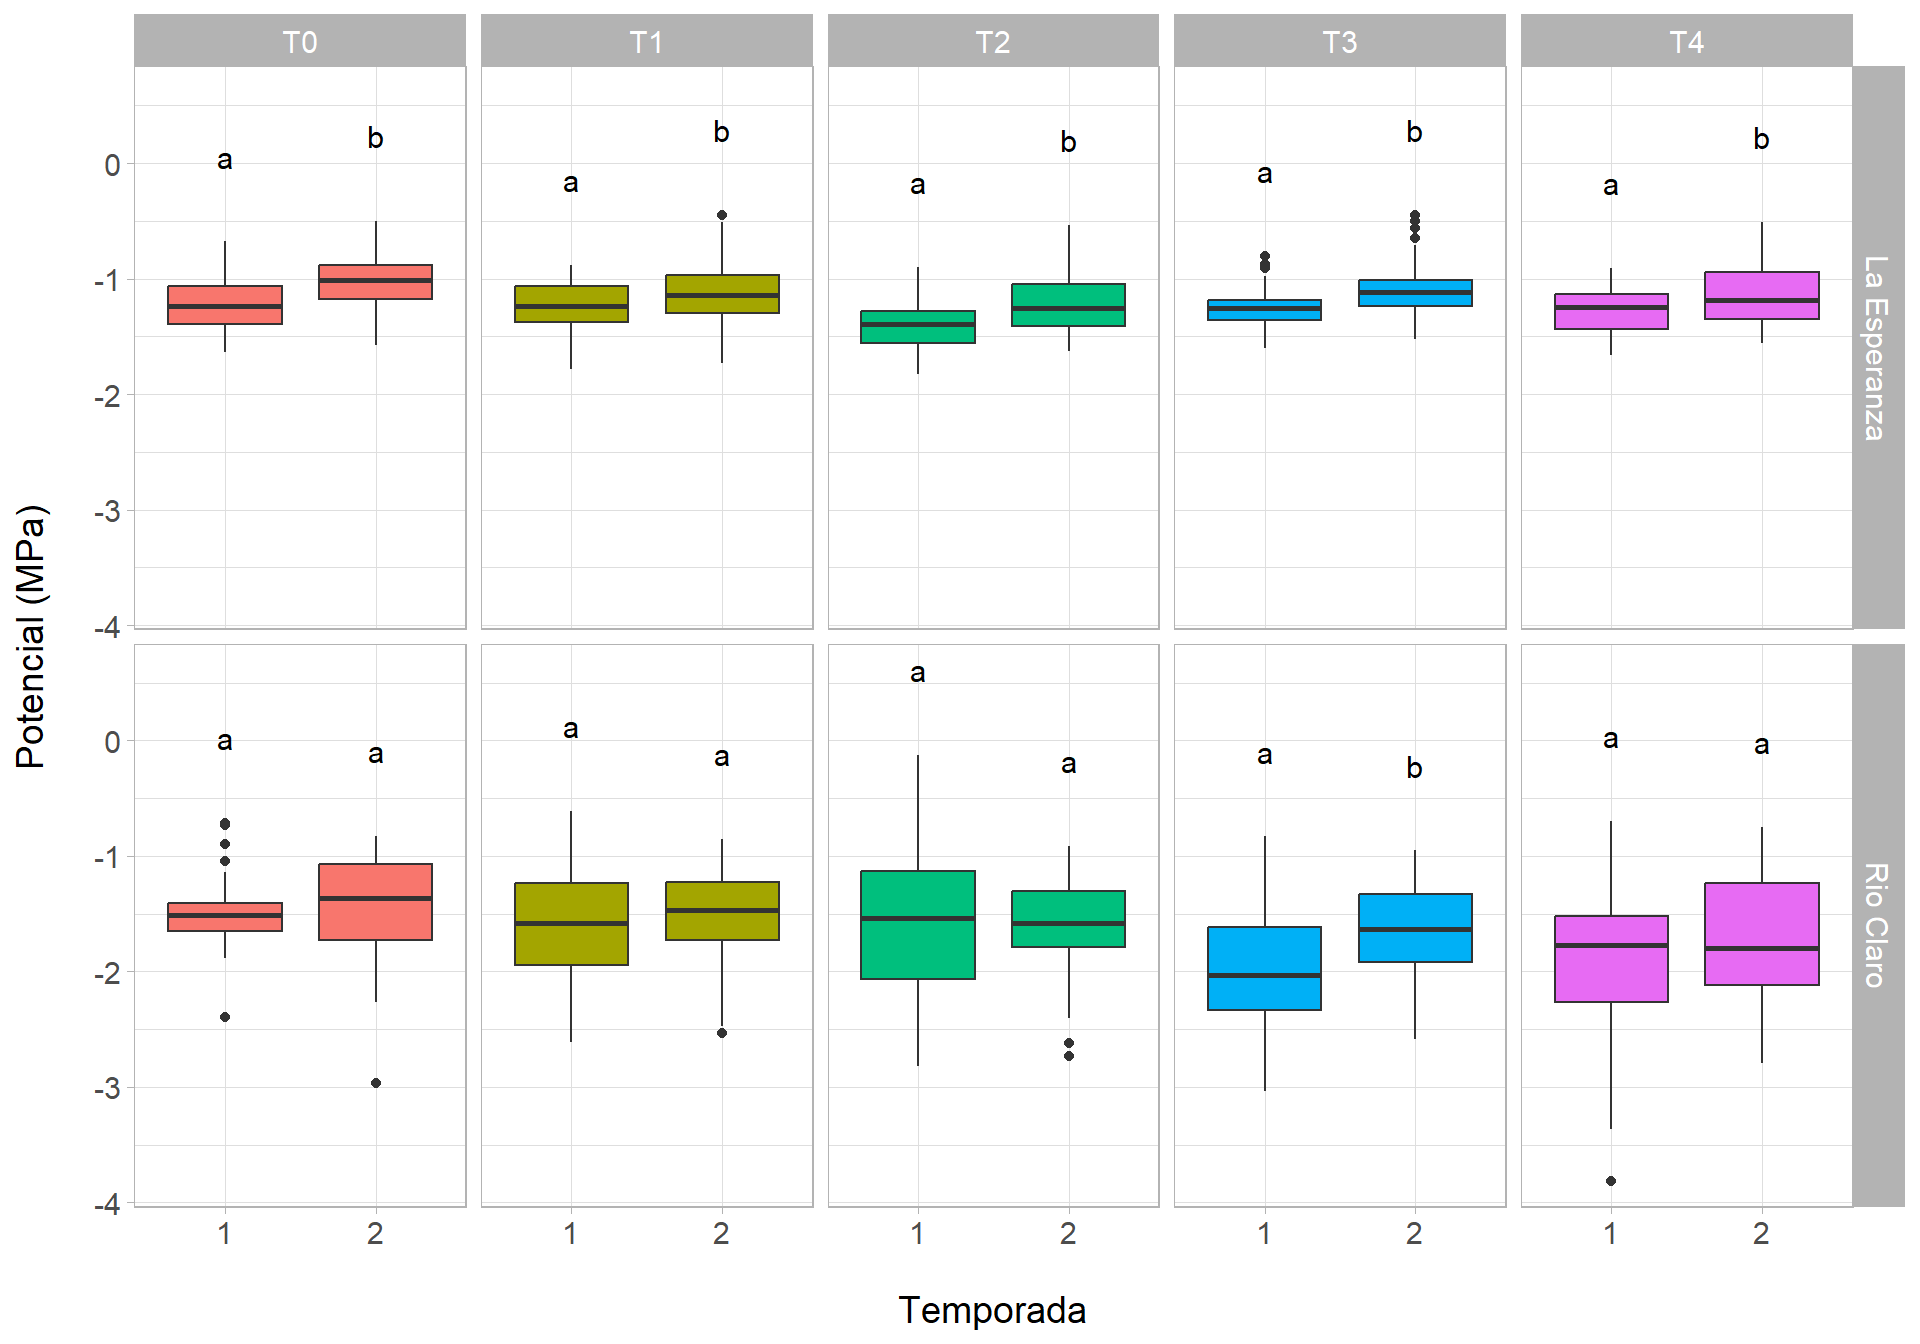 T0 T1 T2 T3 T4
b b b b b
a a a a a
0
-1
-2
-3
-4
La Esperanza
Potencial (MPa)
a a a a a
a a a b a
0
-1
-2
-3
-4
Rio Claro
1 2 1 2 1 2 1 2 1 2
Temporada